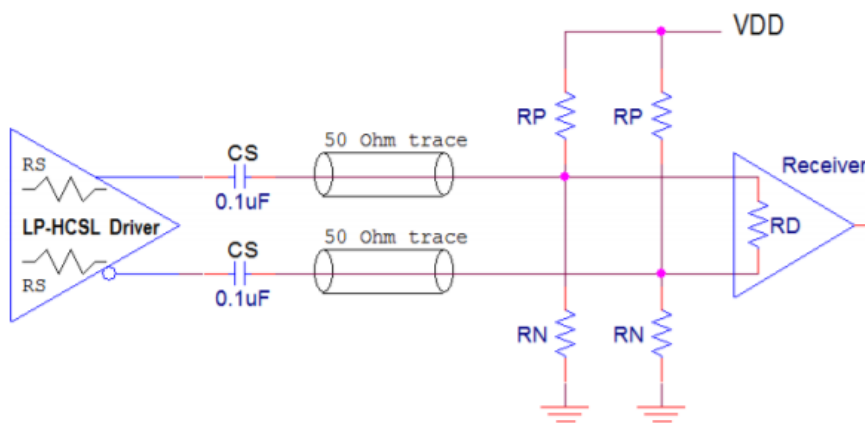 VDD
RP
RP
50 Ohm trace
CS
Receiver
RS
0.1uF
LP-HCSL Driver
RD
50 Ohm trace
CS
RS
0.1uF
RN
RN